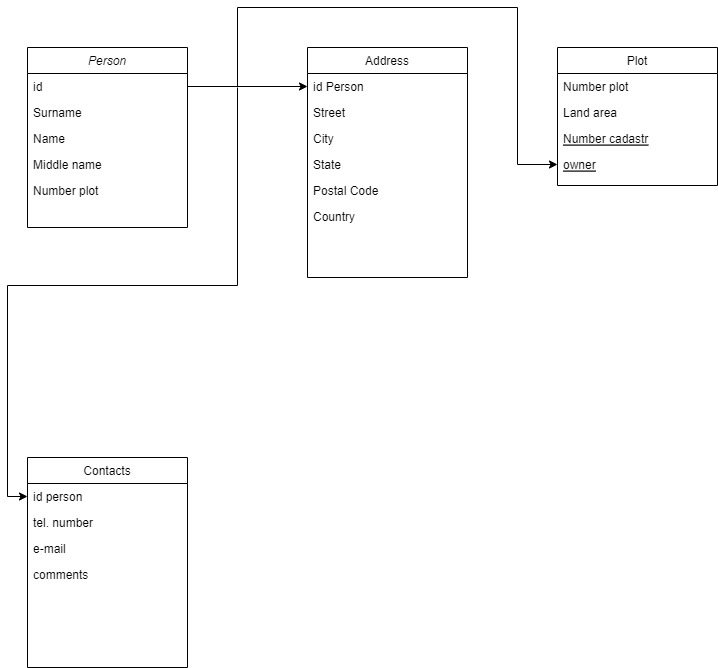 Person
id
Surname
Name
Middle name
Number plot
Address
id Person
Street
City
State
Postal Code
Country
Plot
Number plot
Land area
Number cadastr
owner
Contacts
id person
tel. number
e-mail
comments